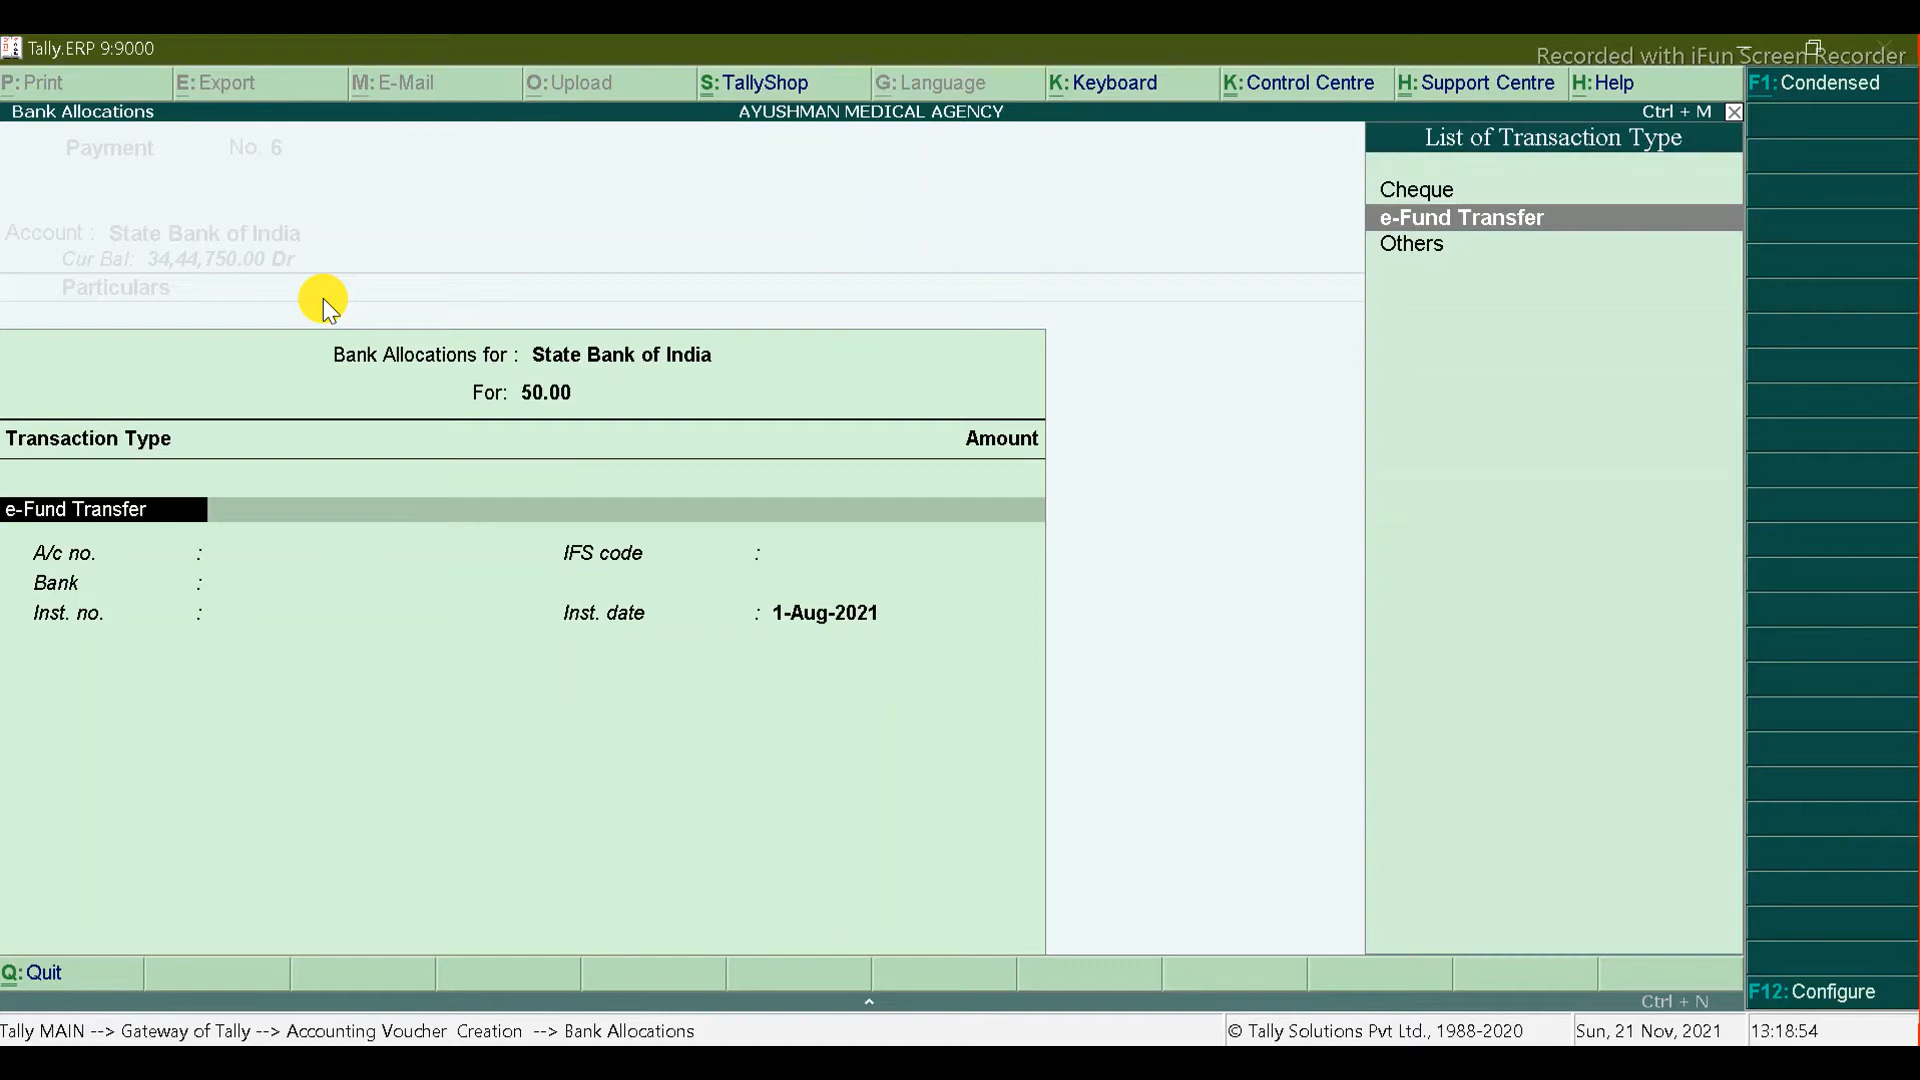 Tally.ERP 9:9000
Recorded with iFun Screen Recorder
P: Print E: Export M: E-Mail O: Upload S: TallyShop G: Language K: Keyboard K: Control Centre H: Support Centre H: Help F1: Condensed
Bank Allocations AYUSHMAN MEDICAL AGENCY Ctrl + M
Payment No. 6
List of Transaction Type
Cheque
e-Fund Transfer
Others
Account : State Bank of India
Cur Bal: 34,44,750.00 Dr
Particulars
Bank Allocations for : State Bank of India
For: 50.00
Transaction Type Amount
e-Fund Transfer
A/c no. : IFS code :
Bank :
Inst. no. : Inst. date : 1-Aug-2021
Q: Quit
F12: Configure
Ctrl + N
Tally MAIN --> Gateway of Tally --> Accounting Voucher Creation --> Bank Allocations © Tally Solutions Pvt Ltd., 1988-2020 Sun, 21 Nov, 2021 13:18:54